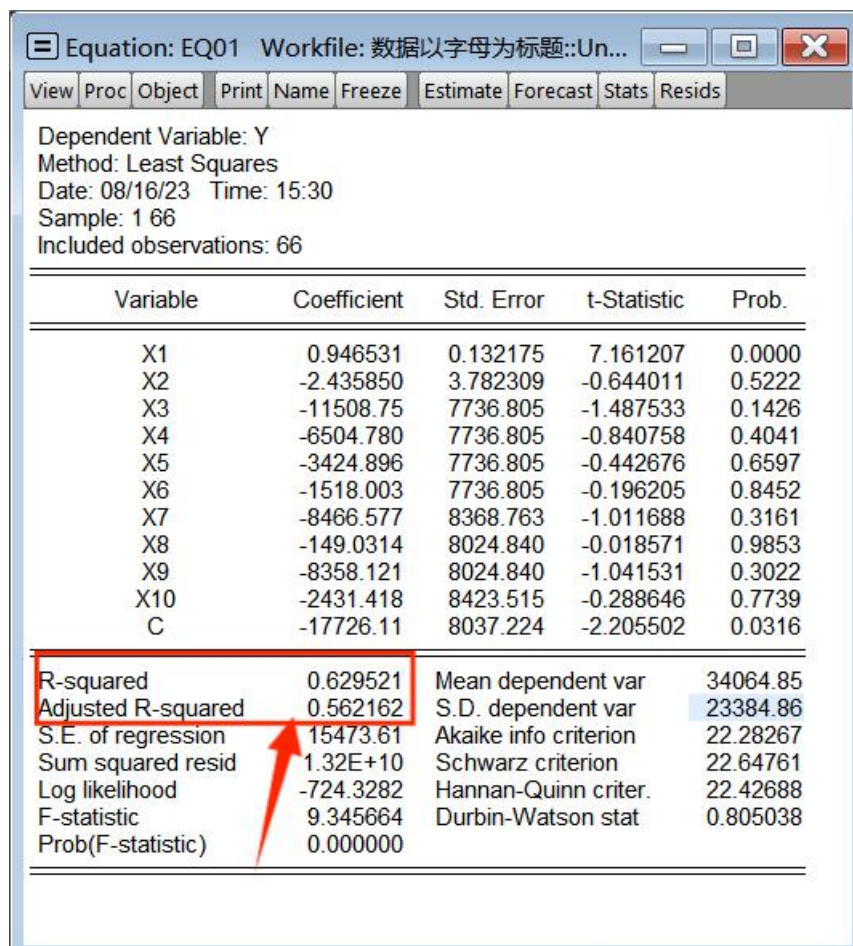 Equation: EQ01 Workfile: 数据以字母为标题::Un...
View Proc Object Print Name Freeze Estimate Forecast Stats Resids
Dependent Variable: Y
Method: Least Squares
Date: 08/16/23 Time: 15:30
Sample: 1 66
Included observations: 66
Variable Coefficient Std. Error t-Statistic Prob.
X1 0.946531 0.132175 7.161207 0.0000
X2 -2.435850 3.782309 -0.644011 0.5222
X3 -11508.75 7736.805 -1.487533 0.1426
X4 -6504.780 7736.805 -0.840758 0.4041
X5 -3424.896 7736.805 -0.442676 0.6597
X6 -1518.003 7736.805 -0.196205 0.8452
X7 -8466.577 8368.763 -1.011688 0.3161
X8 -149.0314 8024.840 -0.018571 0.9853
X9 -8358.121 8024.840 -1.041531 0.3022
X10 -2431.418 8423.515 -0.288646 0.7739
C -17726.11 8037.224 -2.205502 0.0316
R-squared 0.629521 Mean dependent var 34064.85
Adjusted R-squared 0.562162 S.D. dependent var 23384.86
S.E. of regression 15473.61 Akaike info criterion 22.28267
Sum squared resid 1.32E+10 Schwarz criterion 22.64761
Log likelihood -724.3282 Hannan-Quinn criter. 22.42688
F-statistic 9.345664 Durbin-Watson stat 0.805038
Prob(F-statistic) 0.000000